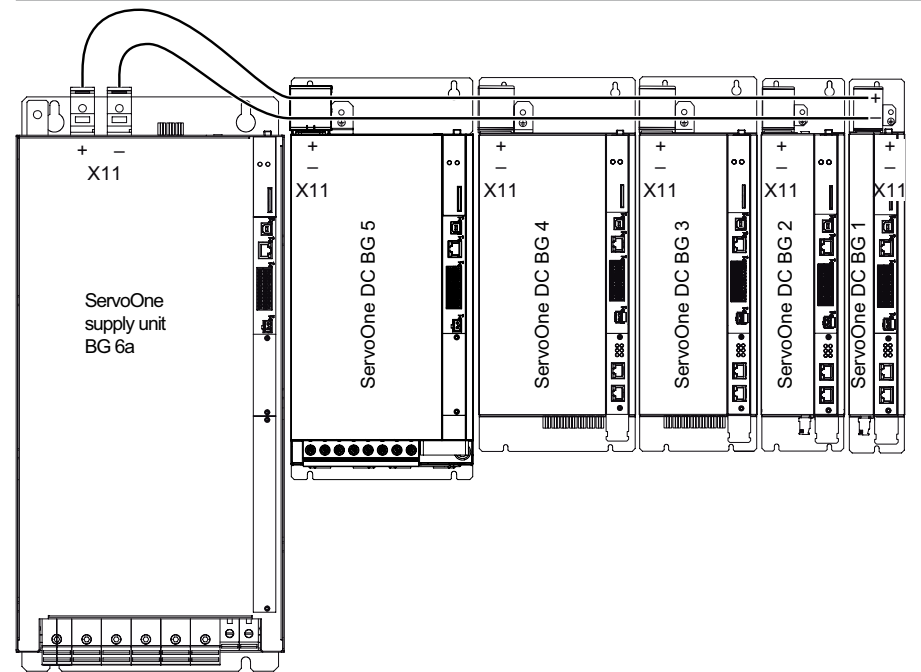 +
–
+ –
X11
ServoOne
supply unit
BG 6a
+
–
X11
ServoOne DC BG 5
+
–
X11
ServoOne DC BG 4
+
–
X11
ServoOne DC BG 3
+
–
X11
ServoOne DC BG 2
+
–
X11
ServoOne DC BG 1